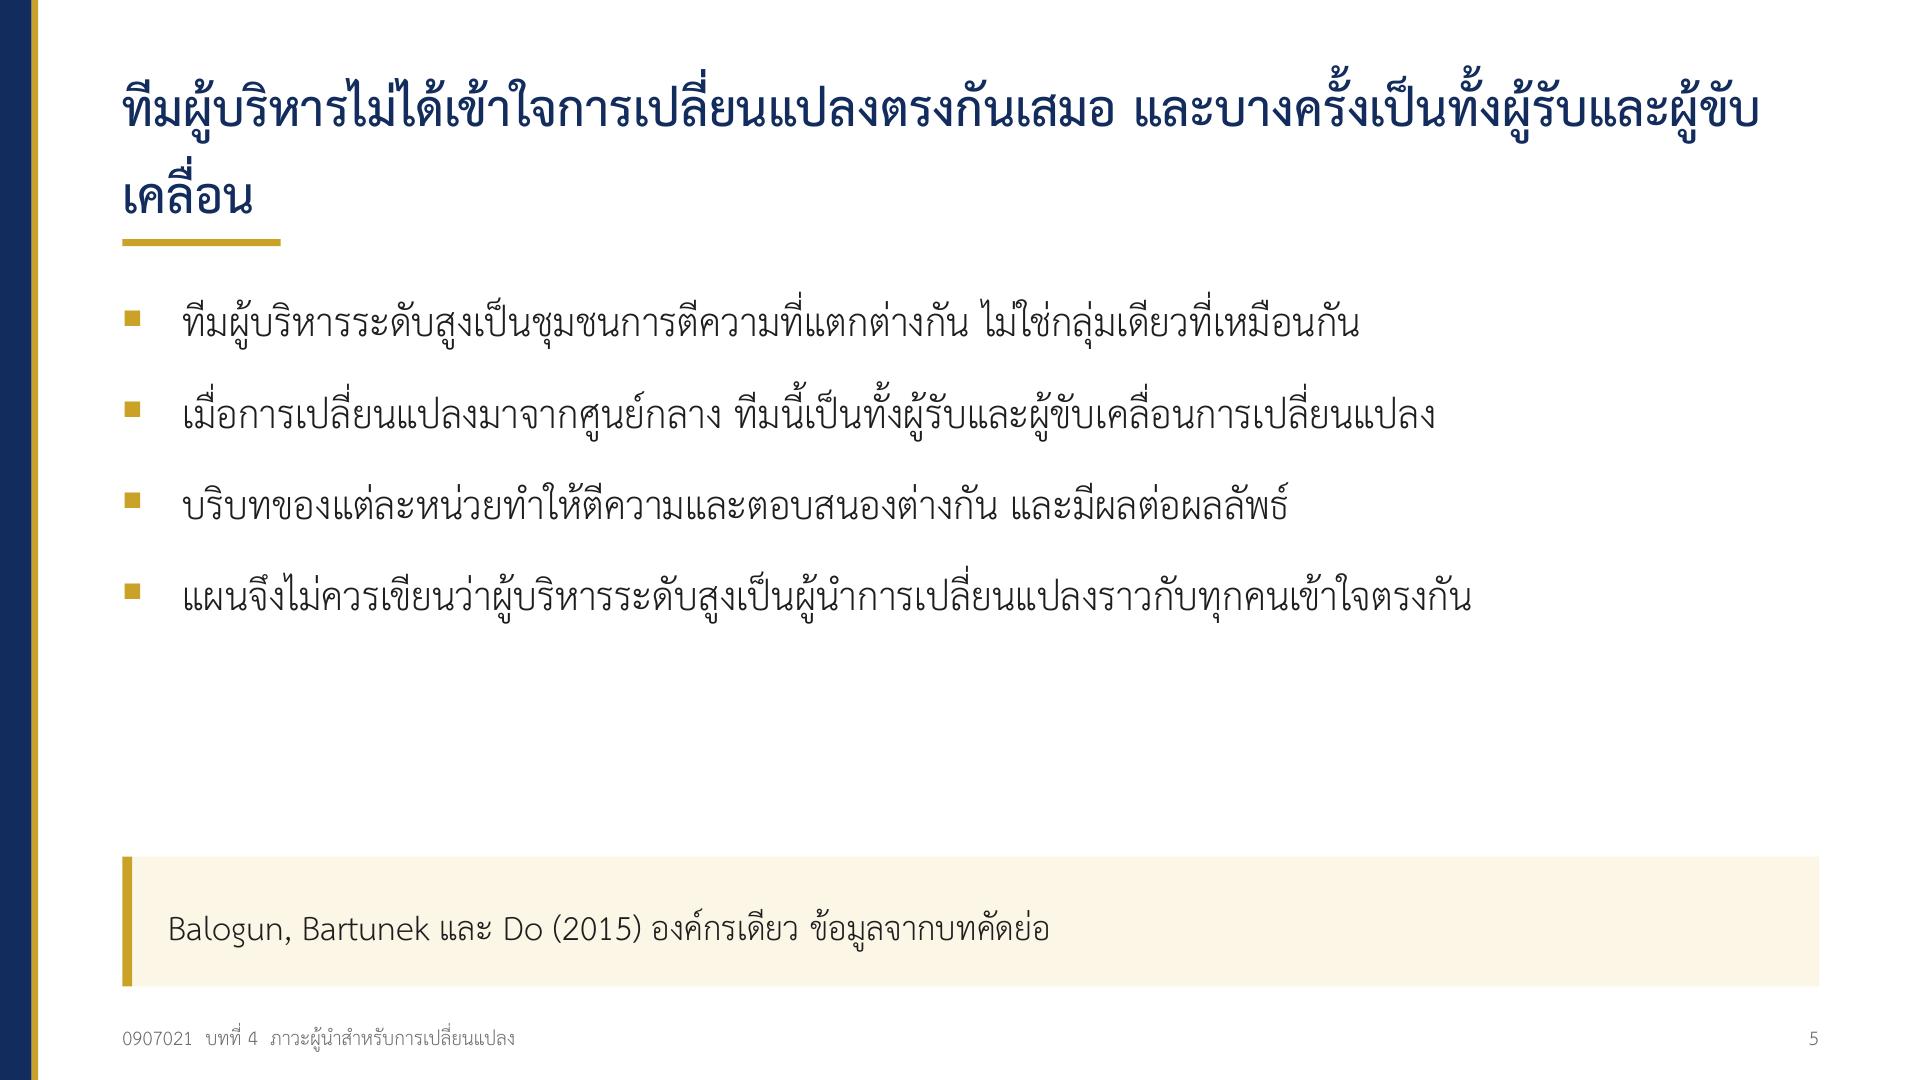 ทีมผู้บริหารไม่ได้เข้าใจการเปลี่ยนแปลงตรงกันเสมอ และบางครั้งเป็นทั้งผู้รับและผู้ขับ
เคลื่อน
ทีมผู้บริหารระดับสูงเป็นชุมชนการตีความที่แตกต่างกัน ไม่ใช่กลุ่มเดียวที่เหมือนกัน
เมื่อการเปลี่ยนแปลงมาจากศูนย์กลาง ทีมนี้เป็นทั้งผู้รับและผู้ขับเคลื่อนการเปลี่ยนแปลง
บริบทของแต่ละหน่วยทำให้ตีความและตอบสนองต่างกัน และมีผลต่อผลลัพธ์
แผนจึงไม่ควรเขียนว่าผู้บริหารระดับสูงเป็นผู้นำการเปลี่ยนแปลงราวกับทุกคนเข้าใจตรงกัน
Balogun, Bartunek และ Do (2015) องค์กรเดียว ข้อมูลจากบทคัดย่อ
0907021 บทที่ 4 ภาวะผู้นำสำหรับการเปลี่ยนแปลง
5